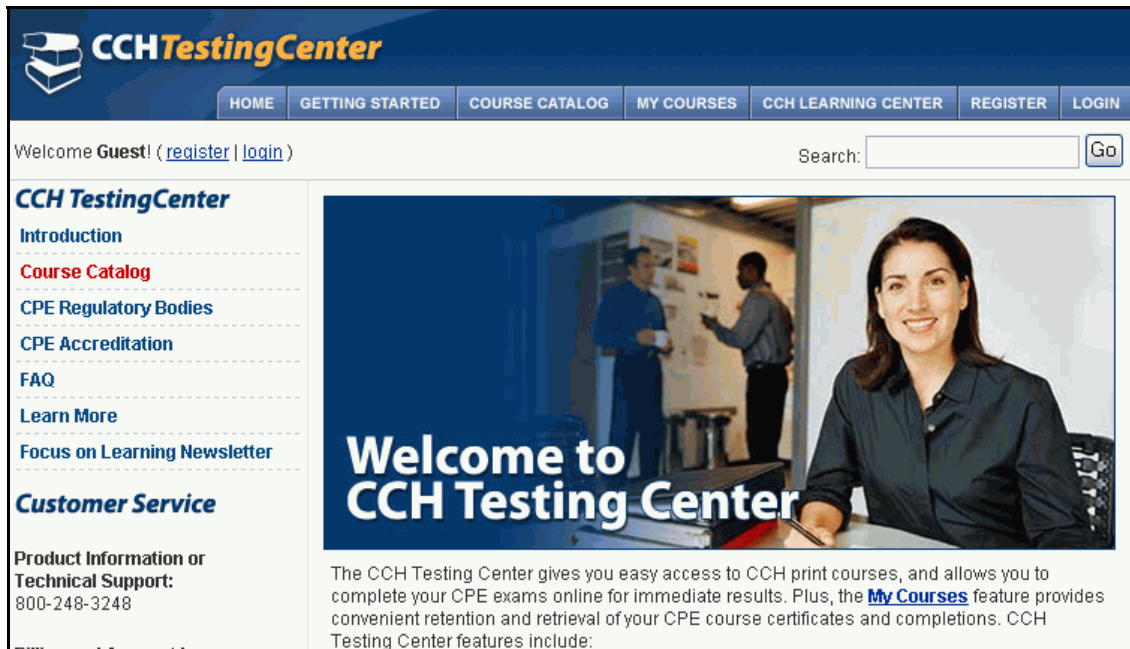 CCHTestingCenter
HOME
GETTING STARTED
COURSE CATALOG
MY COURSES
CCH LEARNING CENTER
REGISTER
LOGIN
Welcome Guest! ( register | login )
Search:
Go
CCH TestingCenter
Introduction
Course Catalog
CPE Regulatory Bodies
CPE Accreditation
FAQ
Learn More
Focus on Learning Newsletter
Customer Service
Product Information or
Technical Support:
800-248-3248
Welcome to
CCH Testing Center
The CCH Testing Center gives you easy access to CCH print courses, and allows you to
complete your CPE exams online for immediate results. Plus, the My Courses feature provides
convenient retention and retrieval of your CPE course certificates and completions. CCH
Testing Center features include: